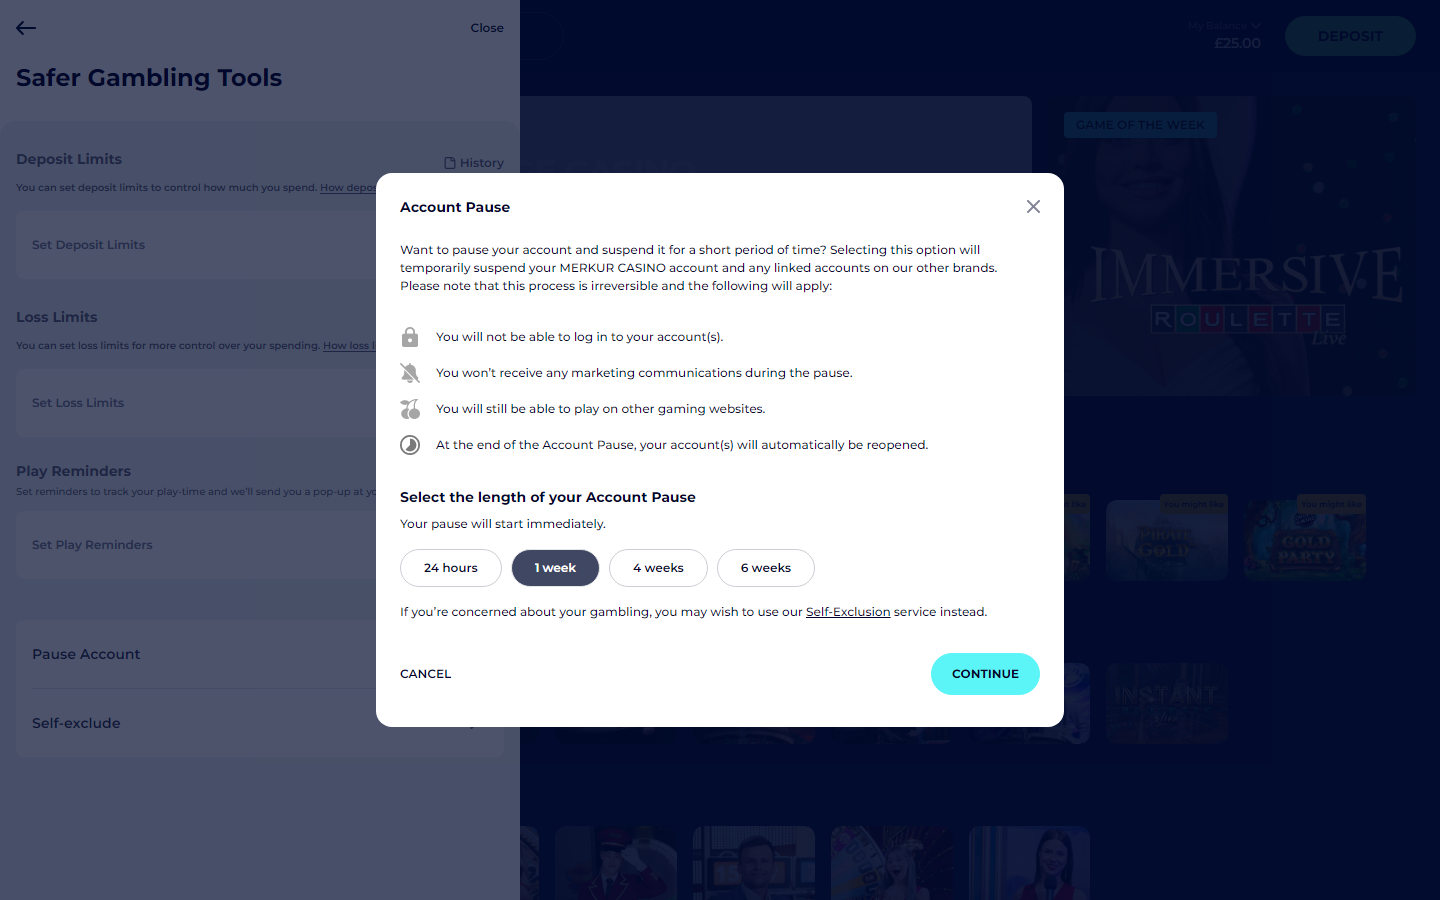 Close
My Balance
£25.00
DEPOSIT
Safer Gambling Tools
GAME OF THE WEEK
Deposit Limits
History
You can set deposit limits to control how much you spend. How depos
Set Deposit Limits
Loss Limits
You can set loss limits for more control over your spending. How loss l
Set Loss Limits
Play Reminders
Set reminders to track your play-time and we'll send you a pop-up at yo
Set Play Reminders
Pause Account
Self-exclude
Account Pause
Want to pause your account and suspend it for a short period of time? Selecting this option will
temporarily suspend your MERKUR CASINO account and any linked accounts on our other brands.
Please note that this process is irreversible and the following will apply:
You will not be able to log in to your account(s).
You won't receive any marketing communications during the pause.
You will still be able to play on other gaming websites.
At the end of the Account Pause, your account(s) will automatically be reopened.
Select the length of your Account Pause
Your pause will start immediately.
24 hours
1 week
4 weeks
6 weeks
If you're concerned about your gambling, you may wish to use our Self-Exclusion service instead.
CANCEL
CONTINUE
IMMERSIVE
ROULETTE
Live
like
You might like
You might like
PIRATE
GOLD
GOLD
PARTY
INSTANT